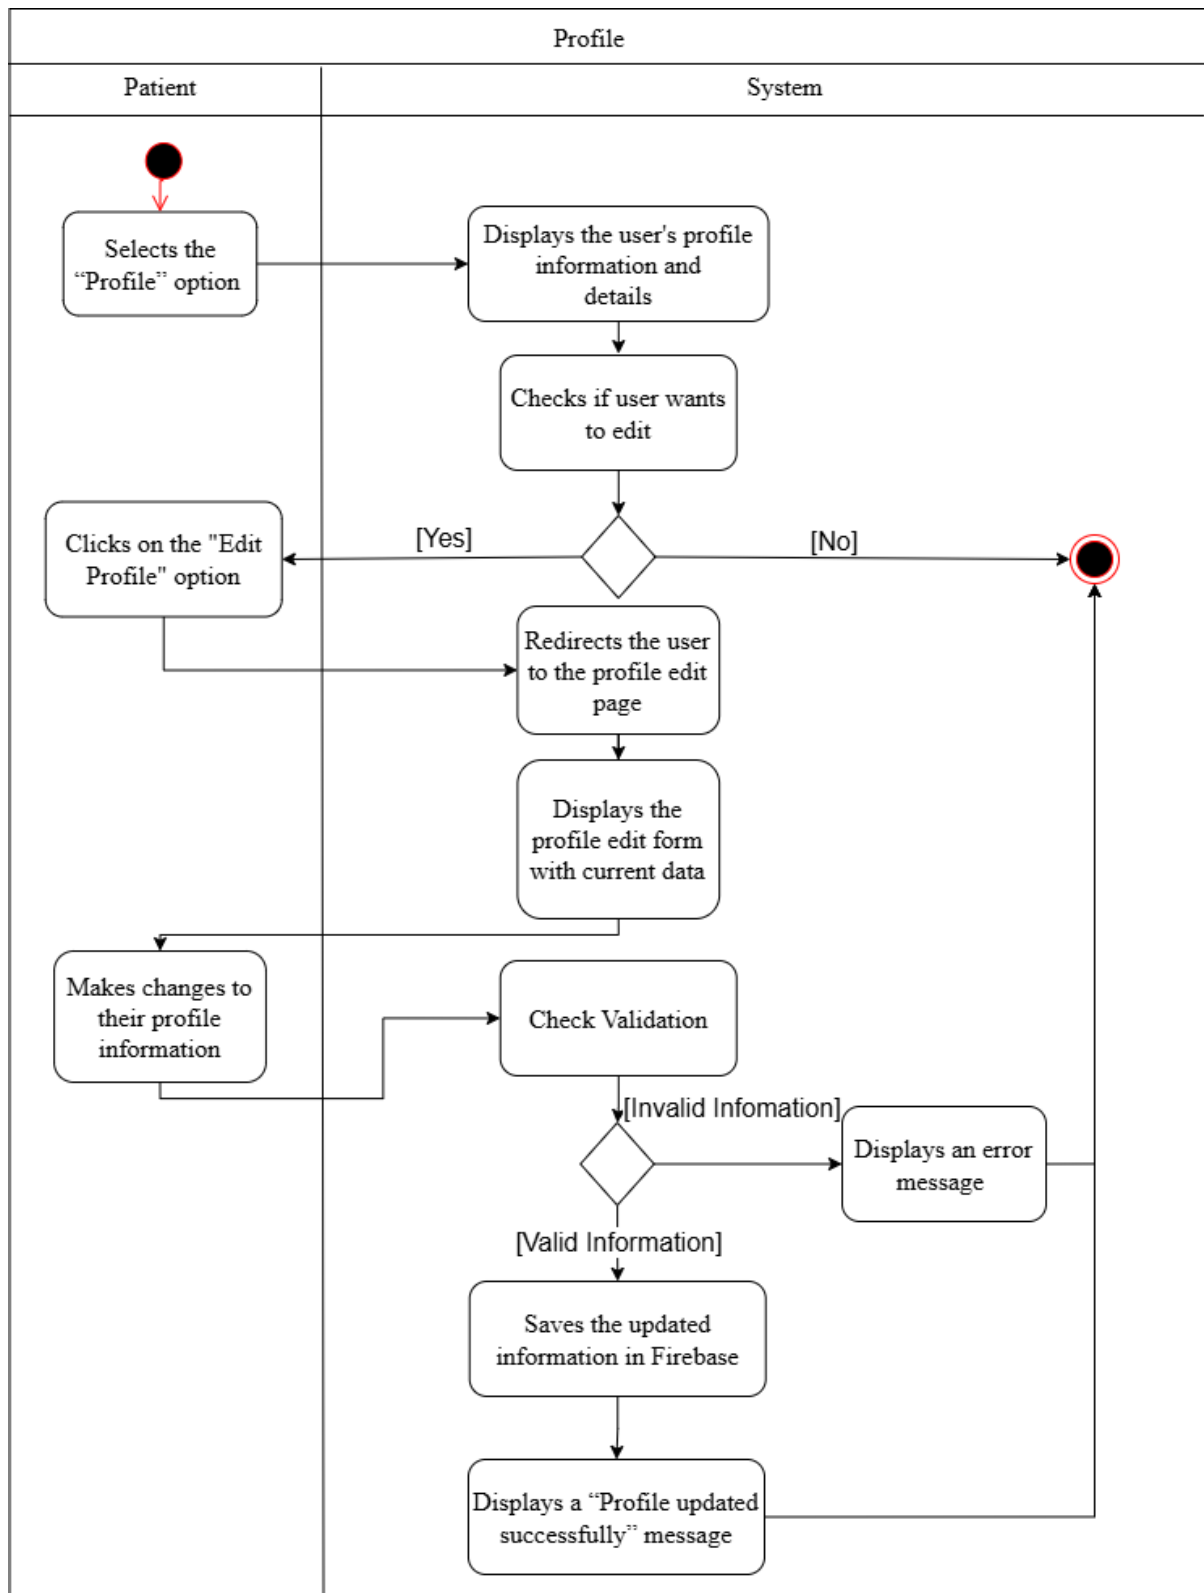 Profile
Patient
System
Selects the
“Profile” option
Displays the user's profile
information and
details
Checks if user wants
to edit
Clicks on the "Edit
Profile" option
[Yes]
[No]
Redirects the user
to the profile edit
page
Displays the
profile edit form
with current data
Makes changes to
their profile
information
Check Validation
[Invalid Infomation]
Displays an error
message
[Valid Information]
Saves the updated
information in Firebase
Displays a “Profile updated
successfully” message